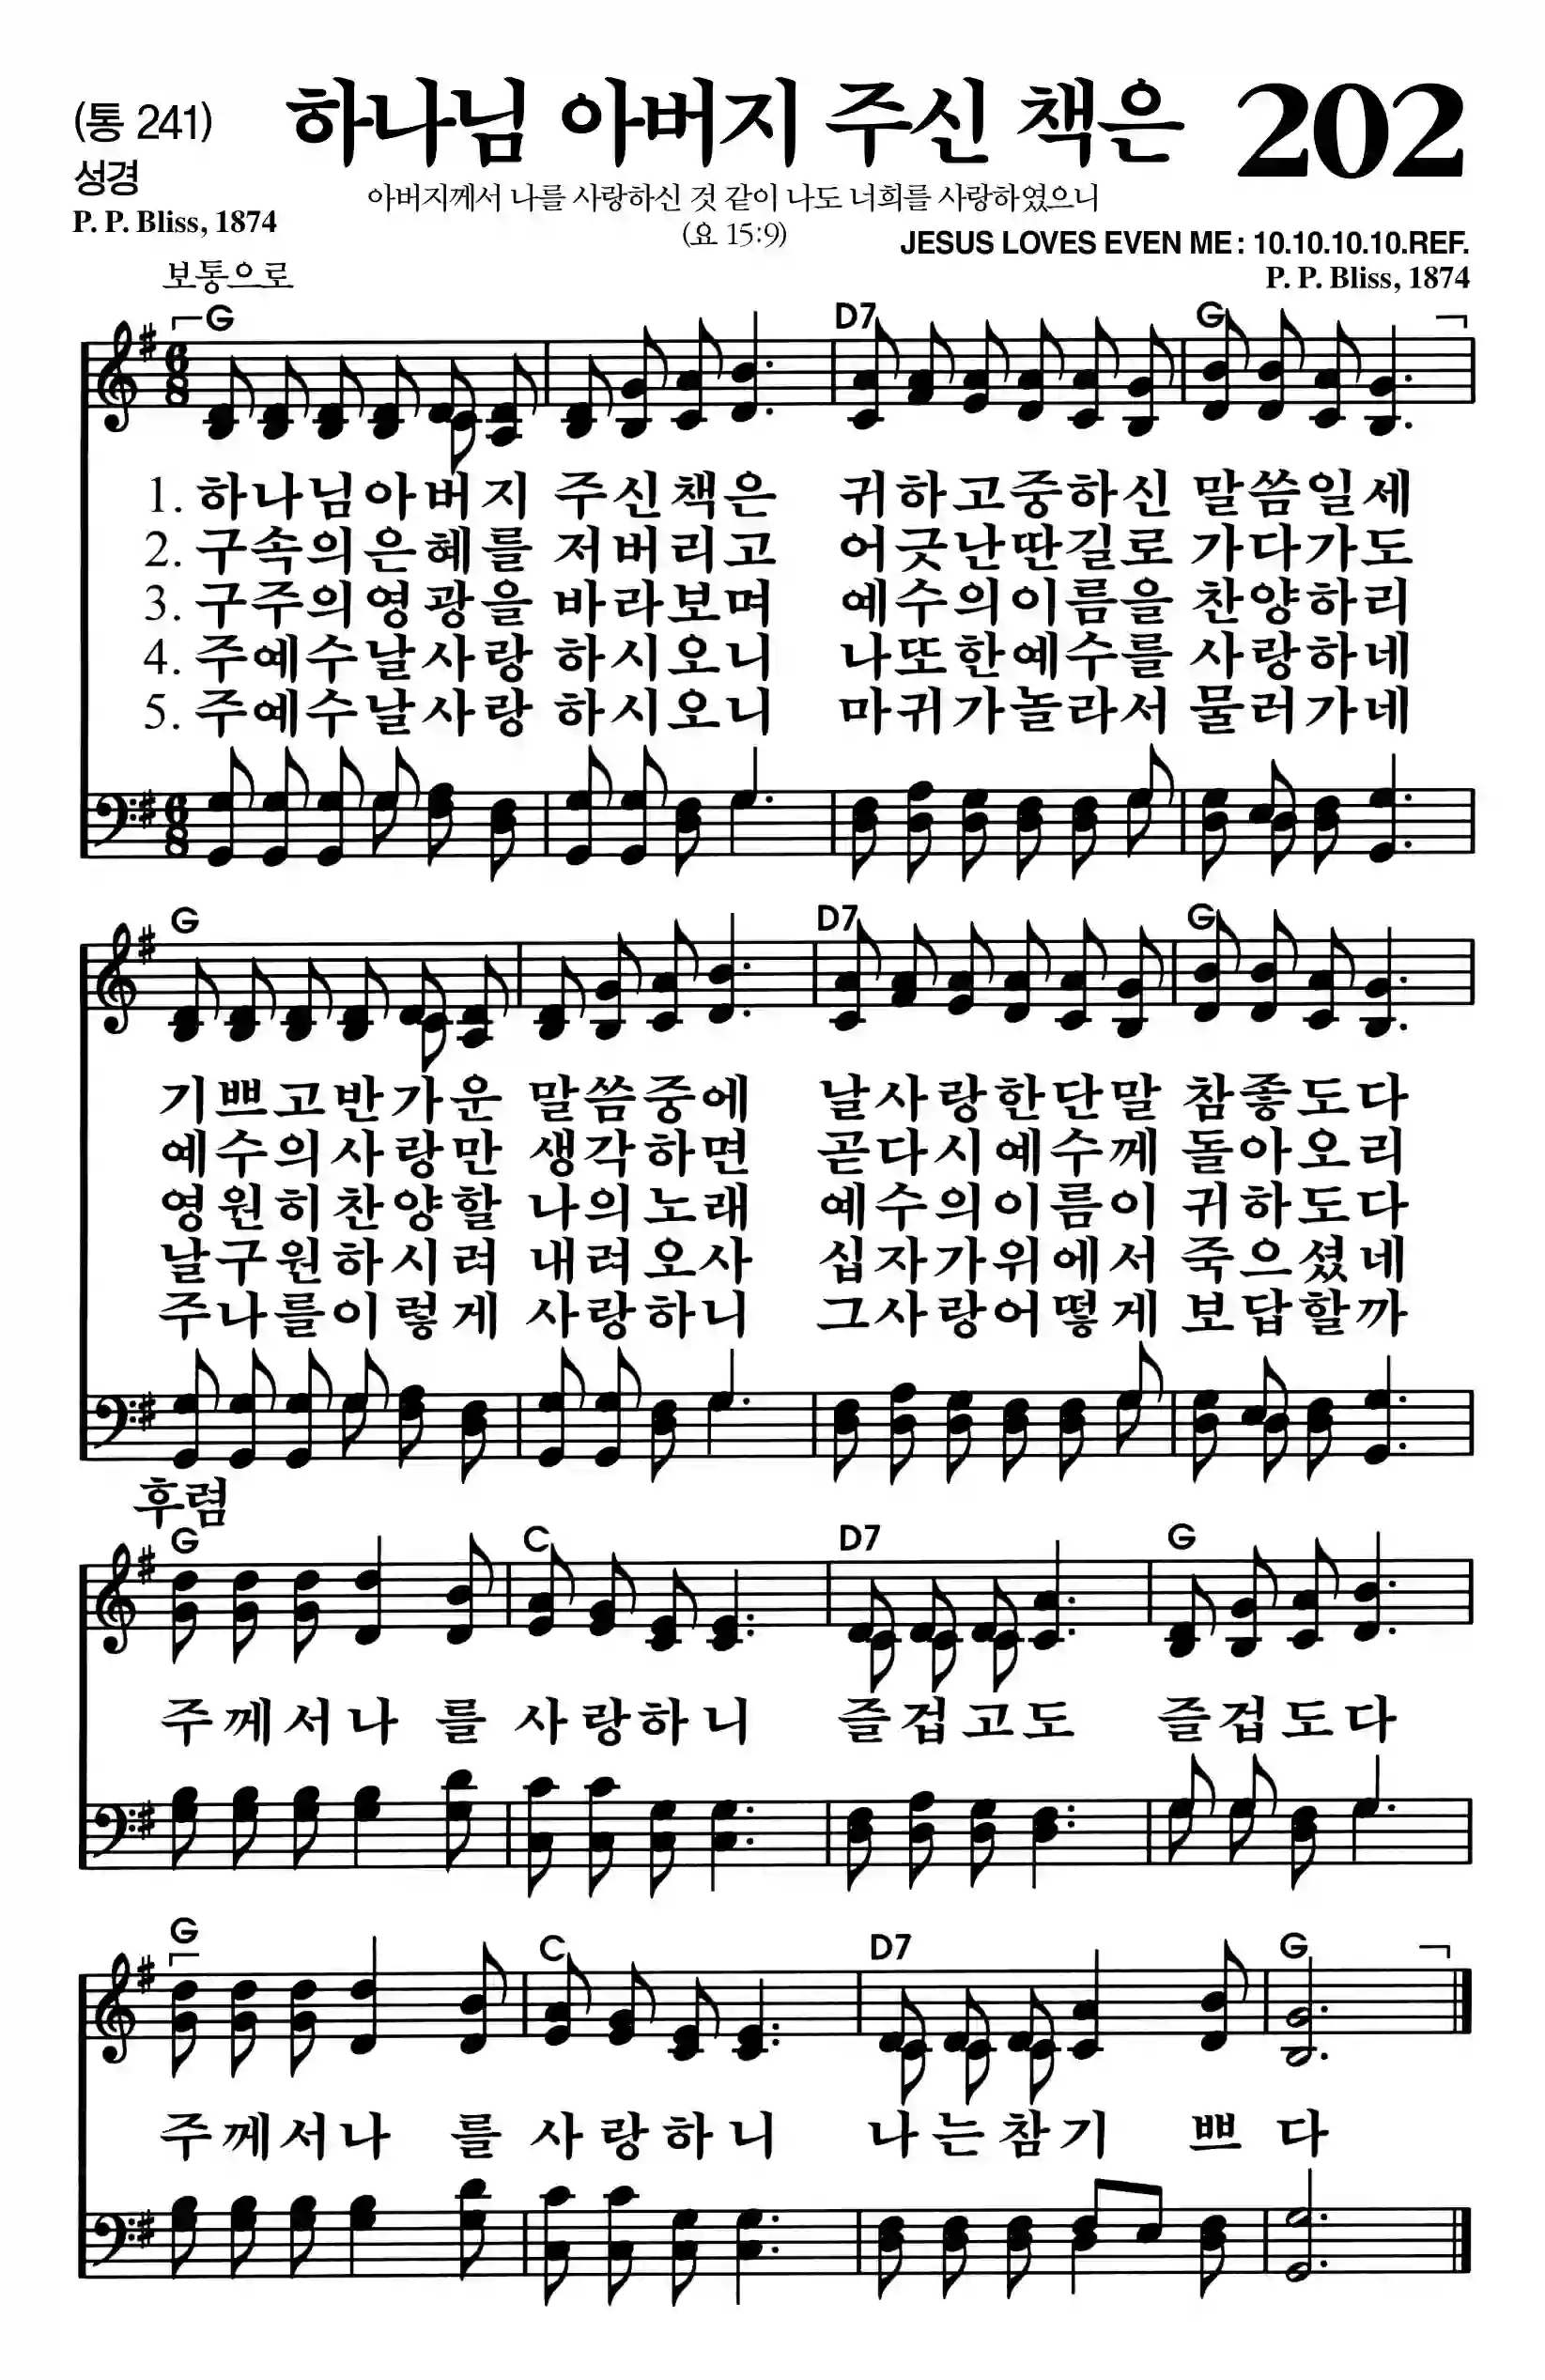 (통 241) 하나님 아버지 주신 책은 202
성경
아버지께서 나를 사랑하신 것 같이 나도 너희를 사랑하였으니
P. P. Bliss, 1874
(요 15:9)
JESUS LOVES EVEN ME : 10.10.10.10.REF.
보통으로
P. P. Bliss, 1874
G D7 G
6 8
1. 하나님아버지 주신책은 귀하고중하신 말씀일세
2. 구속의은혜를 저버리고 어긋난딴길로 가다가도
3. 구주의영광을 바라보며 예수의이름을 찬양하리
4. 주예수날사랑 하시오니 나또한예수를 사랑하네
5. 주예수날사랑 하시오니 마귀가놀라서 물러가네
6 8
G D7 G
기쁘고반가운 말씀중에 날사랑한단말 참좋도다
예수의사랑만 생각하면 곧다시예수께 돌아오리
영원히찬양할 나의노래 예수의이름이 귀하도다
날구원하시려 내려오사 십자가위에서 죽으셨네
주나를이렇게 사랑하니 그사랑어떻게 보답할까
후렴
G C D7 G
주께서나 를 사랑하니 즐겁고도 즐겁도다
G C D7 G
주께서나 를 사랑하니 나는참기 쁘 다